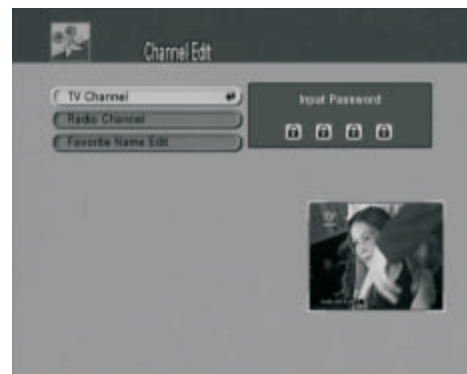 Channel Edit
TV Channel
Radio Channel
Favorite Name Edit
Input Password